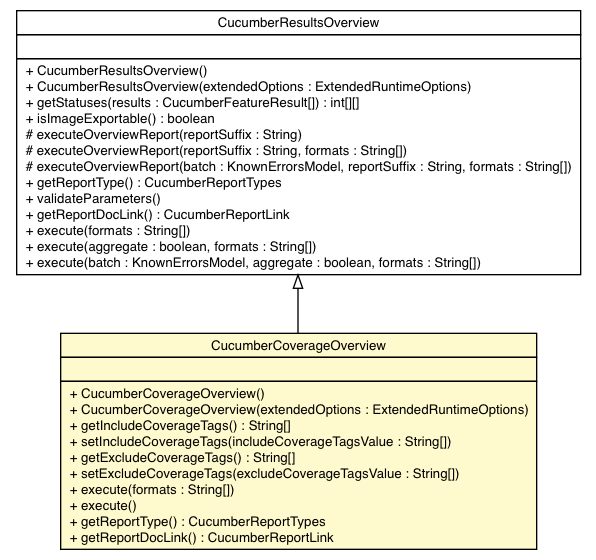 CucumberResultsOverview
+ CucumberResultsOverview()
+ CucumberResultsOverview(extendedOptions : ExtendedRuntimeOptions)
+ getStatuses(results : CucumberFeatureResult[]) : int[][]
+ isImageExportable() : boolean
# executeOverviewReport(reportSuffix : String)
# executeOverviewReport(reportSuffix : String, formats : String[])
# executeOverviewReport(batch : KnownErrorsModel, reportSuffix : String, formats : String[])
+ getReportType() : CucumberReportTypes
+ validateParameters()
+ getReportDocLink() : CucumberReportLink
+ execute(formats : String[])
+ execute(aggregate : boolean, formats : String[])
+ execute(batch : KnownErrorsModel, aggregate : boolean, formats : String[])
CucumberCoverageOverview
+ CucumberCoverageOverview()
+ CucumberCoverageOverview(extendedOptions : ExtendedRuntimeOptions)
+ getIncludeCoverageTags() : String[]
+ setIncludeCoverageTags(includeCoverageTagsValue : String[])
+ getExcludeCoverageTags() : String[]
+ setExcludeCoverageTags(excludeCoverageTagsValue : String[])
+ execute(formats : String[])
+ execute()
+ getReportType() : CucumberReportTypes
+ getReportDocLink() : CucumberReportLink